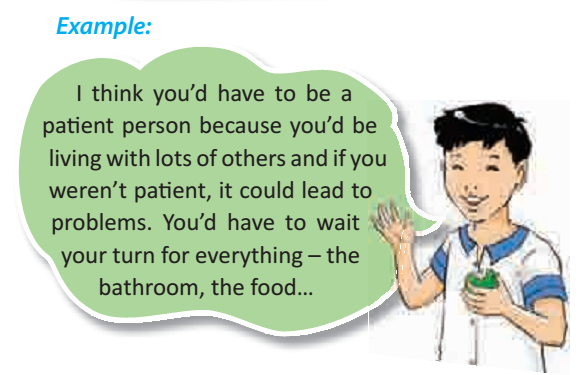 Example:
I think you’d have to be a
patient person because you’d be
living with lots of others and if you
weren’t patient, it could lead to
problems. You’d have to wait
your turn for everything – the
bathroom, the food...